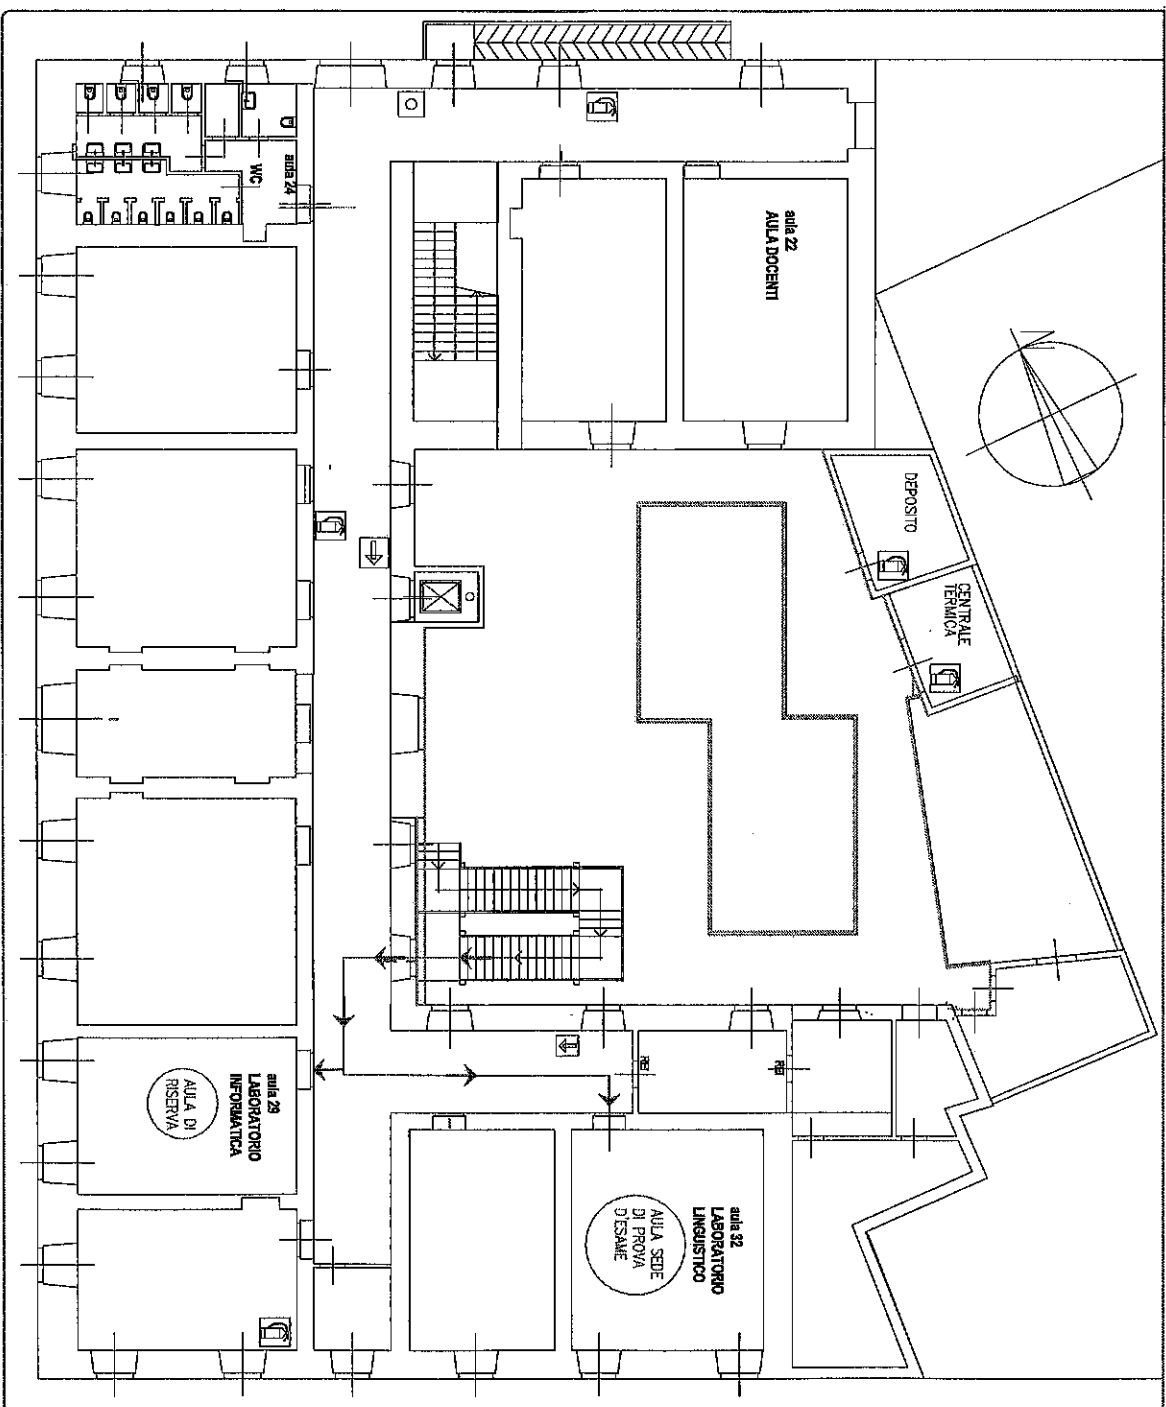 aula 24
WC
aula 22
AULA DOCENTI
N
DEPOSITO
CENTRALE
TERMICA
REI
REI
aula 29
LABORATORIO
INFORMATICA
AULA DI
RISERVA
aula 32
LABORATORIO
LINGUISTICO
AULA SEDE
DI PROVA
D'ESAME